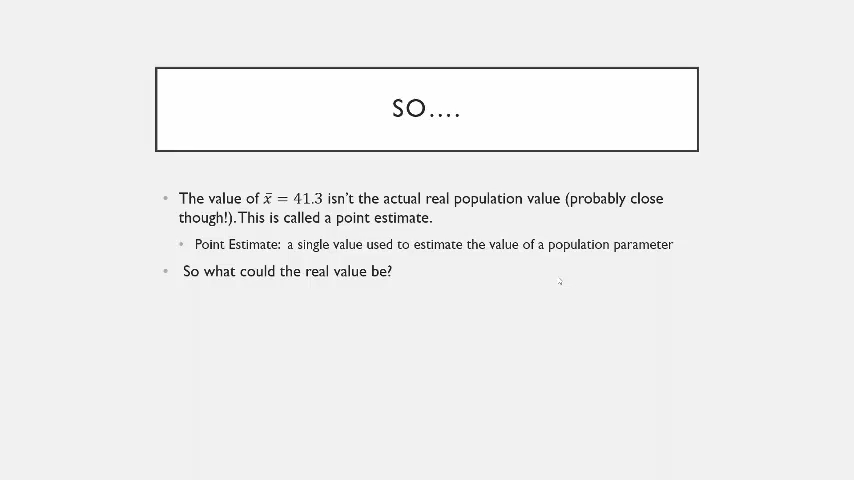 SO....
• The value of x̄ = 41.3 isn't the actual real population value (probably close
though!). This is called a point estimate.
• Point Estimate: a single value used to estimate the value of a population parameter
• So what could the real value be?